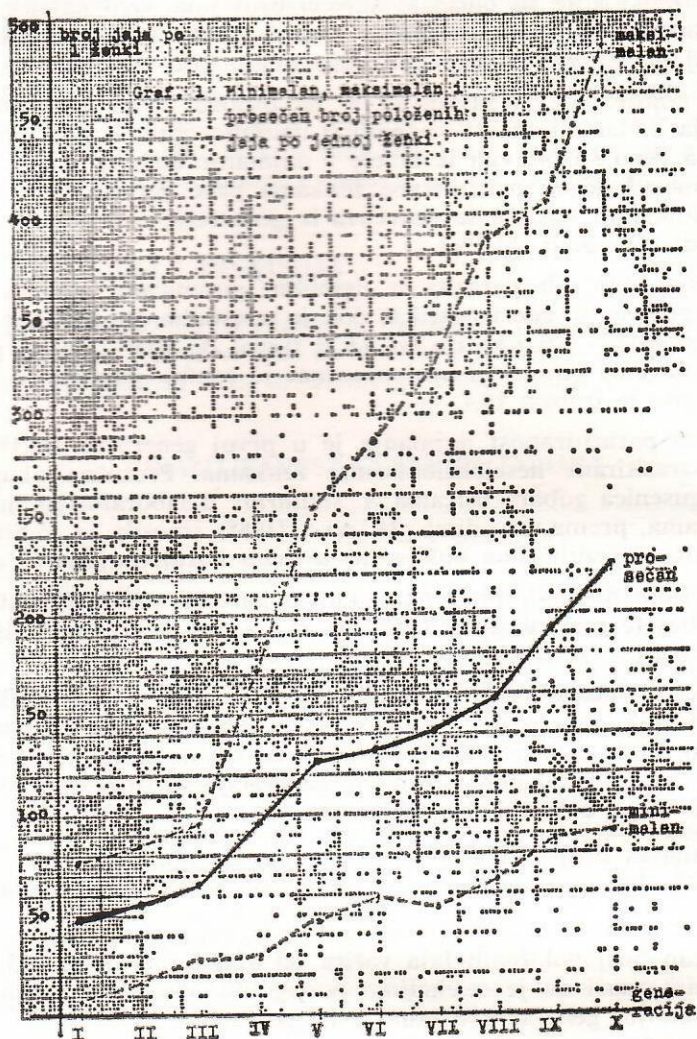 500
broj jaja po
1 ženki
maksi-
malan
Graf. 1 Minimalan, maksimalan i
prosečan broj položenih
jaja po jednoj ženki
50
400
50
300
50
pro-
sečan
200
50
100
mini-
malan
50
gene-
racija
I II III IV V VI VII VIII IX X